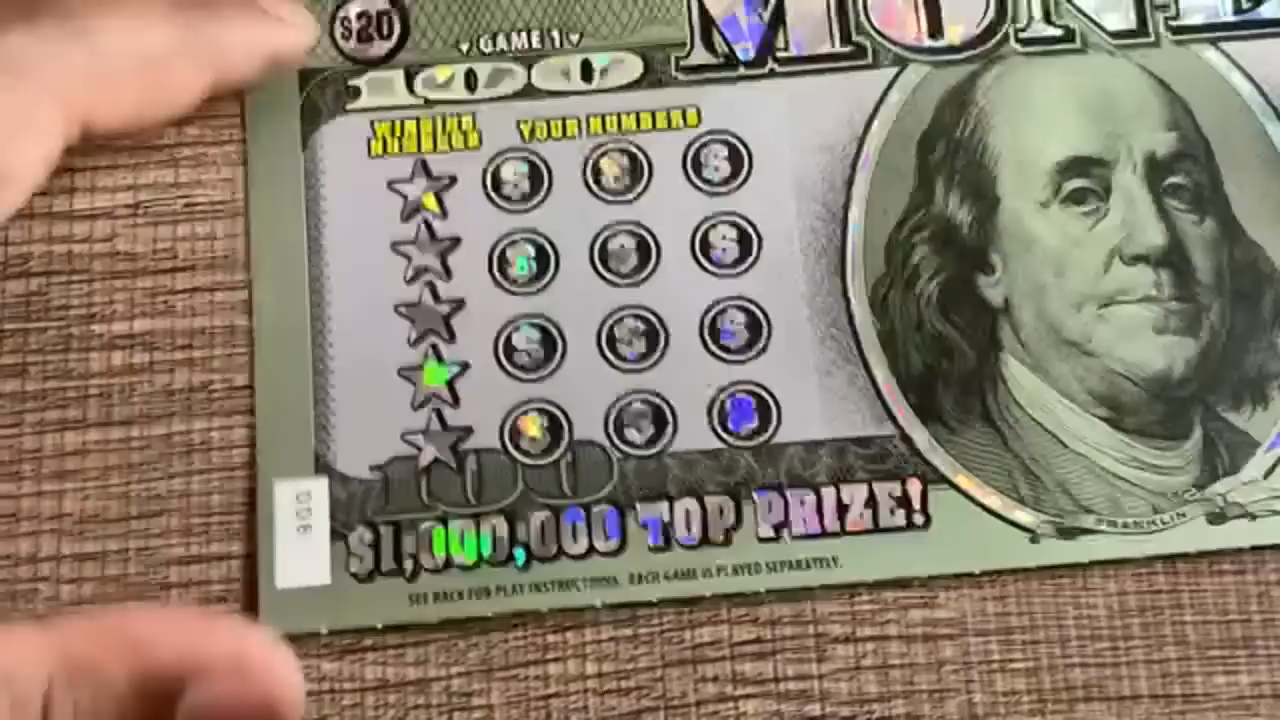 $20
GAME 1
100
WINNING NUMBERS
YOUR NUMBERS
$ $ $
$ $ $
$ $ $
$ $ $
100
$1,000,000 TOP PRIZE!
SEE BACK FOR PLAY INSTRUCTIONS. EACH GAME IS PLAYED SEPARATELY.
FRANKLIN